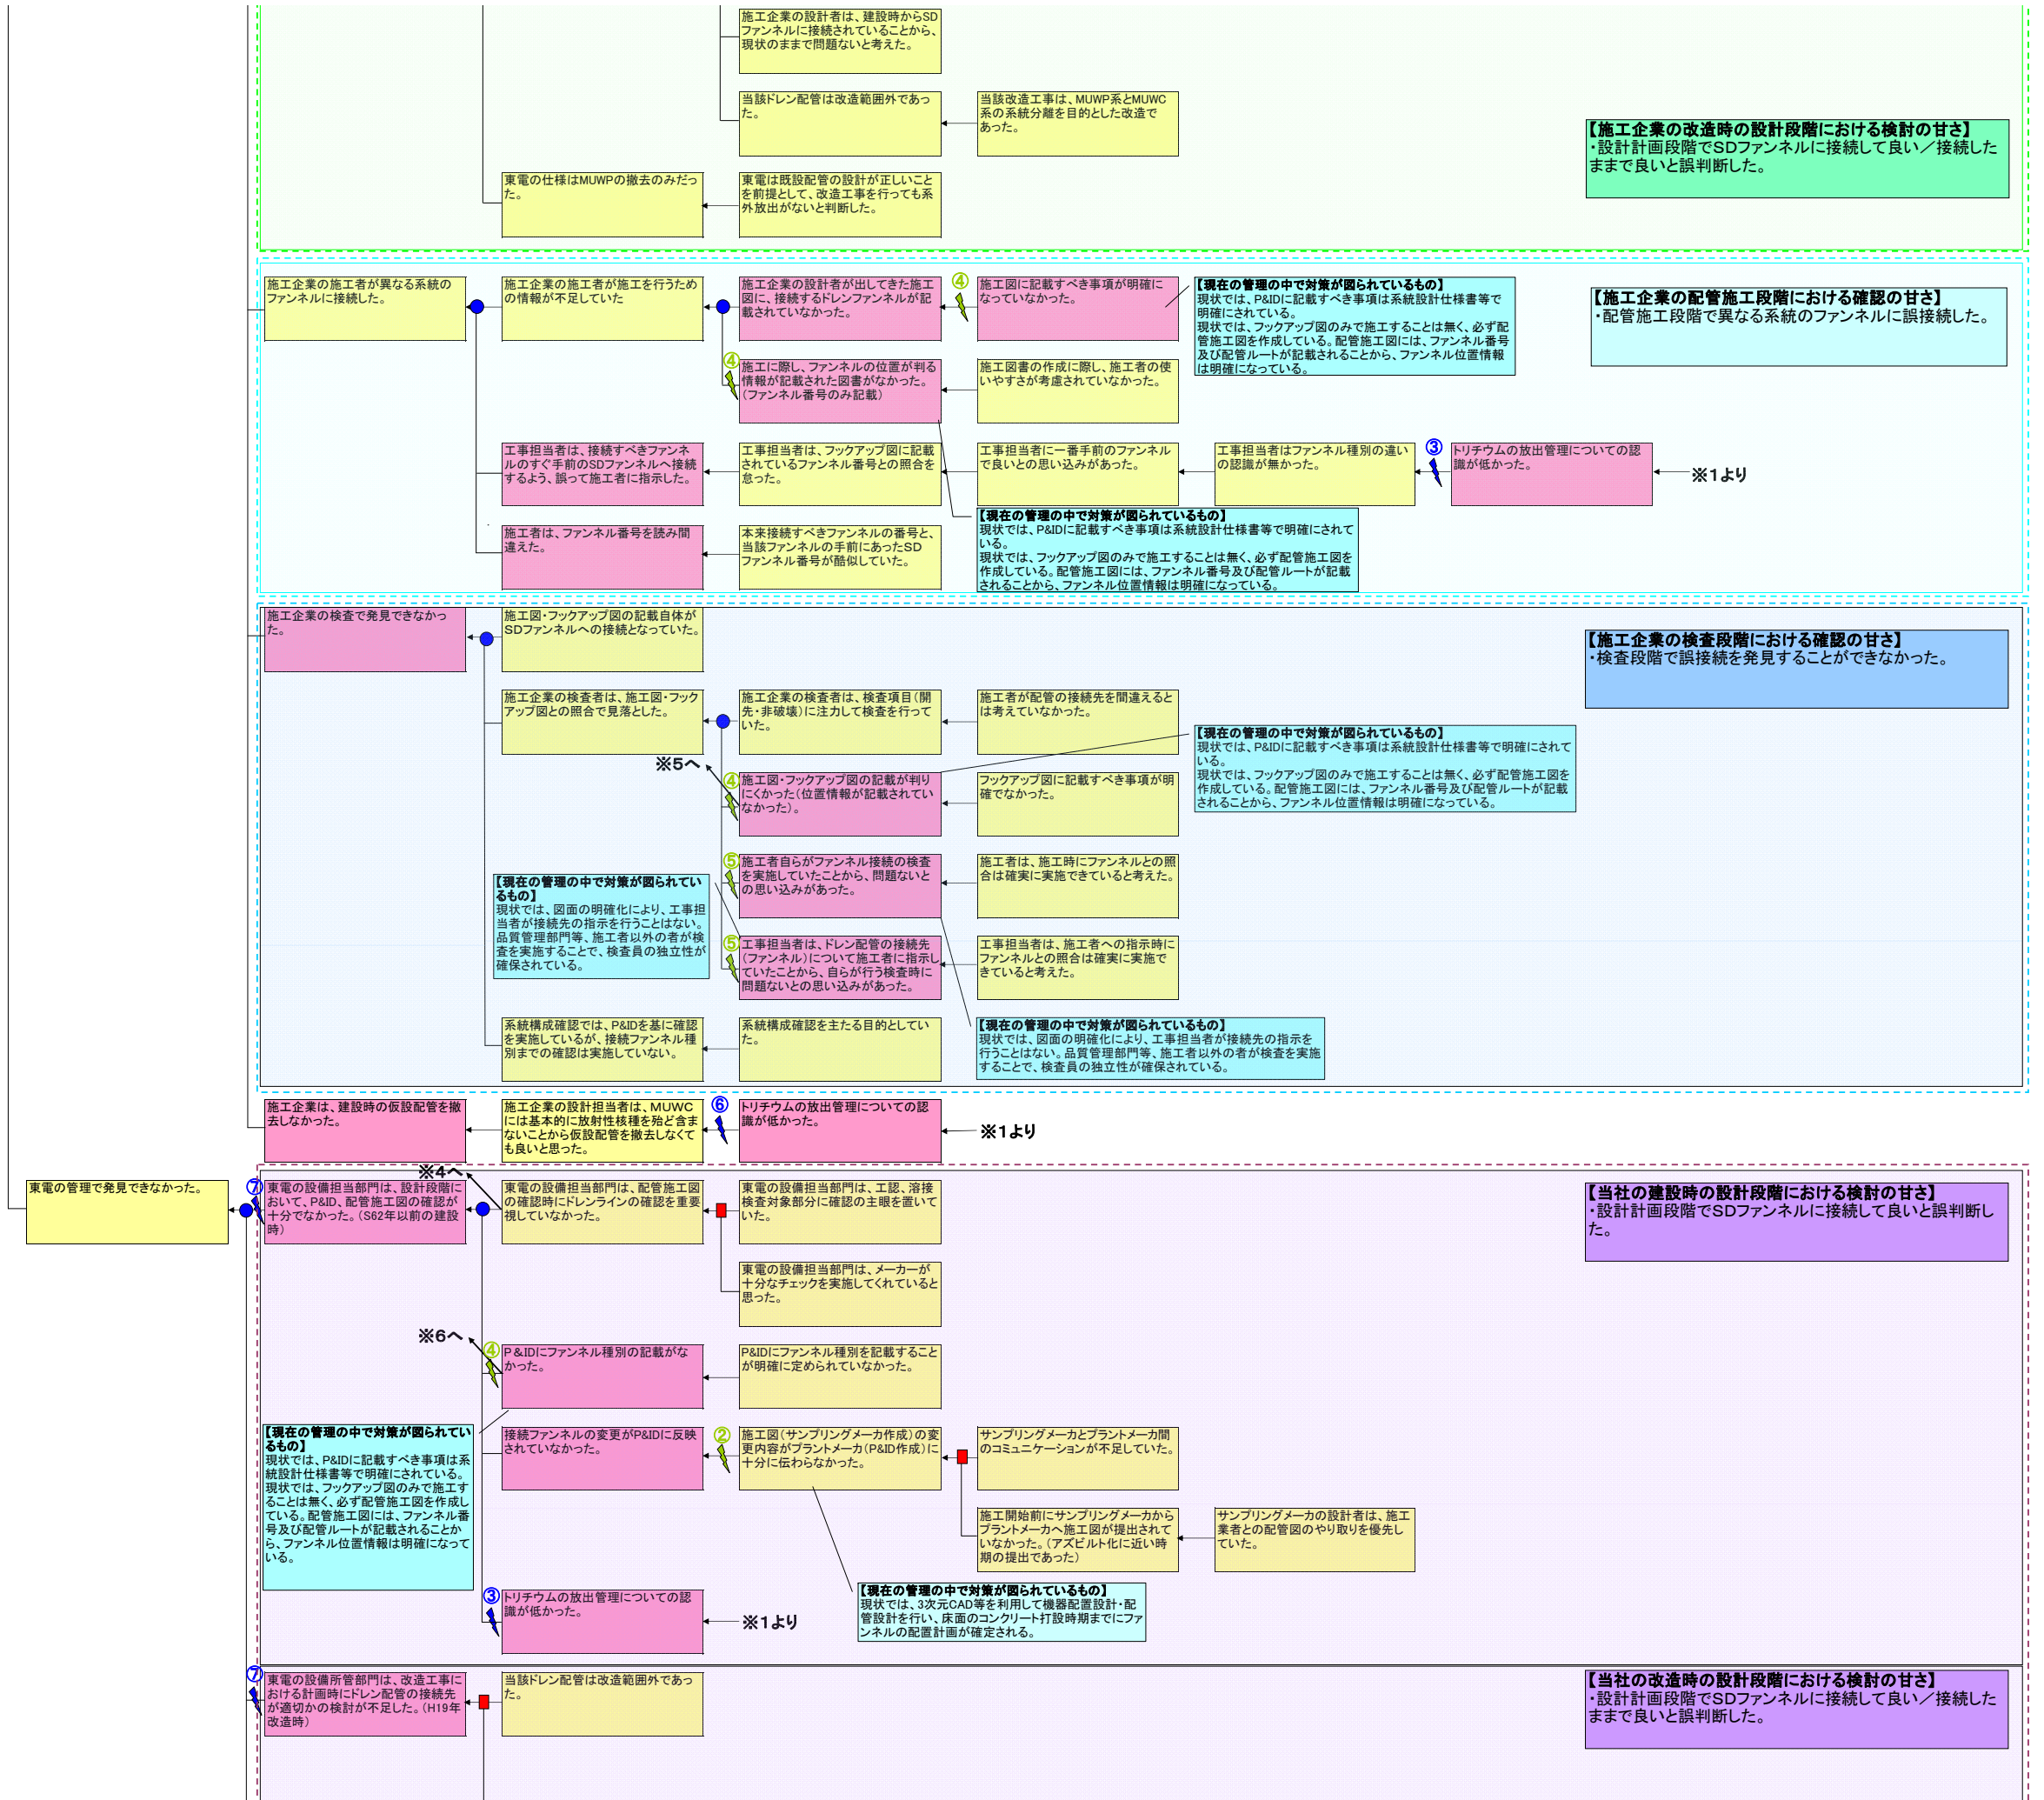 施工企業の設計者は、建設時からSD
ファンネルに接続されていることから、
現状のままで問題ないと考えた。
当該ドレン配管は改造範囲外であっ
た。
当該改造工事は、MUWP系とMUWC
系の系統分離を目的とした改造で
あった。
【施工企業の改造時の設計段階における検討の甘さ】
・設計計画段階でSDファンネルに接続して良い／接続した
ままで良いと誤判断した。
東電の仕様はMUWPの撤去のみだっ
た。
東電は既設配管の設計が正しいこと
を前提として、改造工事を行っても系
外放出がないと判断した。
施工企業の施工者が異なる系統の
ファンネルに接続した。
施工企業の施工者が施工を行うため
の情報が不足していた
施工企業の設計者が出してきた施工
図に、接続するドレンファンネルが記
載されていなかった。
④
施工図に記載すべき事項が明確に
なっていなかった。
【現在の管理で対策が図られているもの】
現状では、P&IDに記載すべき事項は系統設計仕様書等で
明確にされている。
現状では、フックアップ図のみで施工することは無く、必ず配
管施工図を作成している。配管施工図には、ファンネル番号
及び配管ルートが記載されることから、ファンネル位置情報
は明確になっている。
【施工企業の配管施工段階における確認の甘さ】
・配管施工段階で異なる系統のファンネルに誤接続した。
④
施工に際し、ファンネルの位置が判る
情報が記載された図書がなかった。
（ファンネル番号のみ記載）
施工図書の作成に際し、施工者の使
いやすさが考慮されていなかった。
工事担当者は、接続すべきファンネ
ルのすぐ手前のSDファンネルへ接続
するよう、誤って施工者に指示した。
工事担当者は、フックアップ図に記載
されているファンネル番号との照合を
怠った。
工事担当者に一番手前のファンネル
で良いとの思い込みがあった。
工事担当者はファンネル種別の違い
の認識が無かった。
③
トリチウムの放出管理についての認
識が低かった。
※1より
施工者は、ファンネル番号を読み間
違えた。
本来接続すべきファンネルの番号と、
当該ファンネルの手前にあったSD
ファンネル番号が酷似していた。
【現在の管理の中で対策が図られているもの】
現状では、P&IDに記載すべき事項は系統設計仕様書等で明確にされて
いる。
現状では、フックアップ図のみで施工することは無く、必ず配管施工図を
作成している。配管施工図には、ファンネル番号及び配管ルートが記載
されることから、ファンネル位置情報は明確になっている。
施工企業の検査で発見できなかっ
た。
施工図・フックアップ図の記載自体が
SDファンネルへの接続となっていた。
【施工企業の検査段階における確認の甘さ】
・検査段階で誤接続を発見することができなかった。
施工企業の検査者は、施工図・フック
アップ図との照合で見落とした。
施工企業の検査者は、検査項目（開
先・非破壊）に注力して検査を行って
いた。
施工者が配管の接続先を間違えると
は考えていなかった。
【現在の管理の中で対策が図られているもの】
現状では、P&IDに記載すべき事項は系統設計仕様書等で明確にされて
いる。
現状では、フックアップ図のみで施工することは無く、必ず配管施工図を
作成している。配管施工図には、ファンネル番号及び配管ルートが記載
されることから、ファンネル位置情報は明確になっている。
※5へ
④
施工図・フックアップ図の記載が判り
にくかった（位置情報が記載されてい
なかった）。
フックアップ図に記載すべき事項が明
確でなかった。
⑤
施工者自らがファンネル接続の検査
を実施していたことから、問題ないと
の思い込みがあった。
施工者は、施工時にファンネルとの照
合は確実に実施できていると考えた。
【現在の管理の中で対策が図られてい
るもの】
現状では、図面の明確化により、工事担
当者が接続先の指示を行うことはない。
品質管理部門等、施工者以外の者が検
査を実施することで、検査員の独立性が
確保されている。
⑤
工事担当者は、ドレン配管の接続先
（ファンネル）について施工者に指示し
ていたことから、自らが行う検査時に
問題ないとの思い込みがあった。
工事担当者は、施工者への指示時に
ファンネルとの照合は確実に実施で
きていると考えた。
系統構成確認では、P&IDを基に確認
を実施しているが、接続ファンネル種
別までの確認は実施していない。
系統構成確認を主たる目的としてい
た。
【現在の管理の中で対策が図られているもの】
現状では、図面の明確化により、工事担当者が接続先の指示を
行うことはない。品質管理部門等、施工者以外の者が検査を実施
することで、検査員の独立性が確保されている。
施工企業は、建設時の仮設配管を撤
去しなかった。
施工企業の設計担当者は、MUWC
には基本的に放射性核種を殆ど含ま
ないことから仮設配管を撤去しなくて
も良いと思った。
⑥
トリチウムの放出管理についての認
識が低かった。
※1より
※4へ
東電の管理で発見できなかった。
⑦
東電の設備担当部門は、設計段階に
おいて、P&ID、配管施工図の確認が
十分でなかった。（S62年以前の建設
時）
東電の設備担当部門は、配管施工図
の確認時にドレンラインの確認を重要
視していなかった。
東電の設備担当部門は、工認、溶接
検査対象部分に確認の主眼を置いてい
た。
【当社の建設時の設計段階における検討の甘さ】
・設計計画段階でSDファンネルに接続して良いと誤判断し
た。
東電の設備担当部門は、メーカーが
十分なチェックを実施してくれていると
思った。
※6へ
④
P＆IDにファンネル種別の記載がな
かった。
P&IDにファンネル種別を記載すること
が明確に定められていなかった。
【現在の管理の中で対策が図られてい
るもの】
現状では、P&IDに記載すべき事項は系
統設計仕様書等で明確にされている。
現状では、フックアップ図のみで施工す
ることは無く、必ず配管施工図を作成し
ている。配管施工図には、ファンネル番
号及び配管ルートが記載されることか
ら、ファンネル位置情報は明確になって
いる。
接続ファンネルの変更がP&IDに反映
されていなかった。
②
施工図（サンプリングメーカ作成）の変
更内容がプラントメーカ（P&ID作成）に
十分に伝わらなかった。
サンプリングメーカとプラントメーカ間
のコミュニケーションが不足していた。
施工開始前にサンプリングメーカから
プラントメーカへ施工図が提出されて
いなかった。（アズビルト化に近い時
期の提出であった）
サンプリングメーカの設計者は、施工
業者との配管図のやり取りを優先し
ていた。
③
トリチウムの放出管理についての認
識が低かった。
※1より
【現在の管理の中で対策が図られているもの】
現状では、3次元CAD等を利用して機器配置設計・配
管設計を行い、床面のコンクリート打設時期までにファ
ンネルの配置計画が確定される。
⑦
東電の設備所管部門は、改造工事に
おける計画時にドレン配管の接続先
が適切かの検討が不足した。（H19年
改造時）
当該ドレン配管は改造範囲外であっ
た。
【当社の改造時の設計段階における検討の甘さ】
・設計計画段階でSDファンネルに接続して良い／接続した
ままで良いと誤判断した。